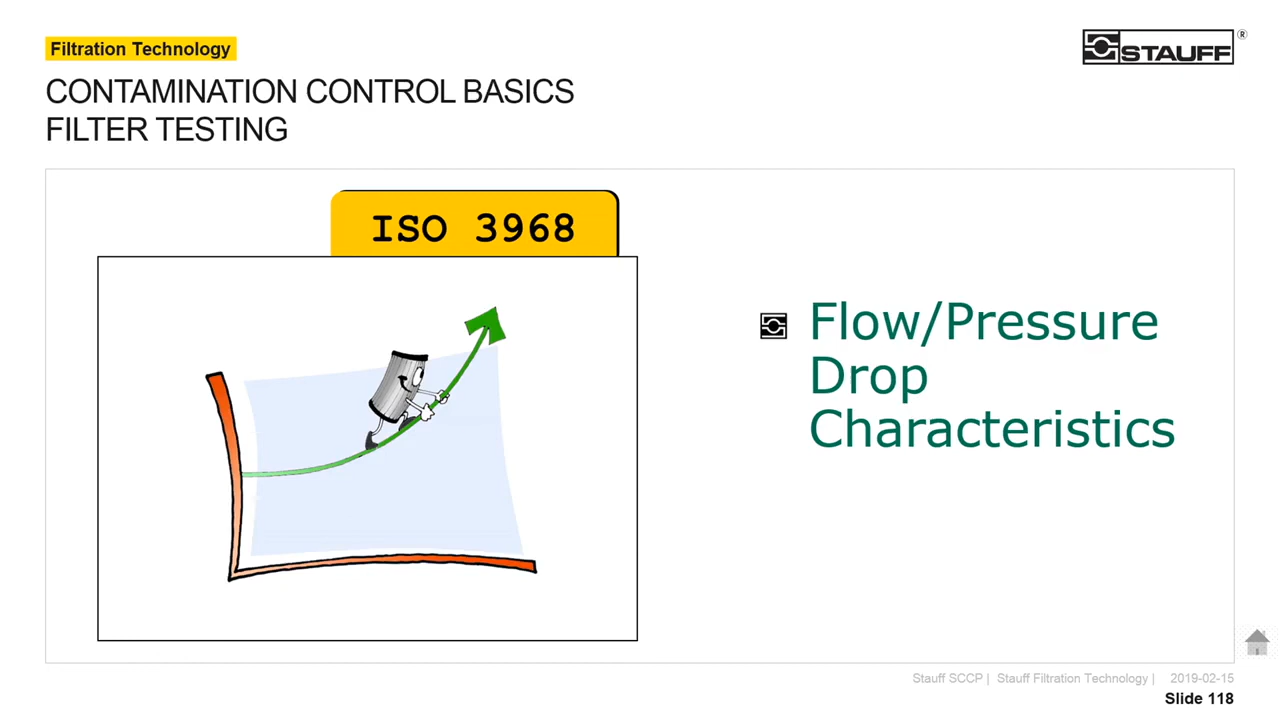 Filtration Technology
STAUFF®
CONTAMINATION CONTROL BASICS
FILTER TESTING
ISO 3968
Flow/Pressure
Drop
Characteristics
Stauff SCCP | Stauff Filtration Technology | 2019-02-15
Slide 118